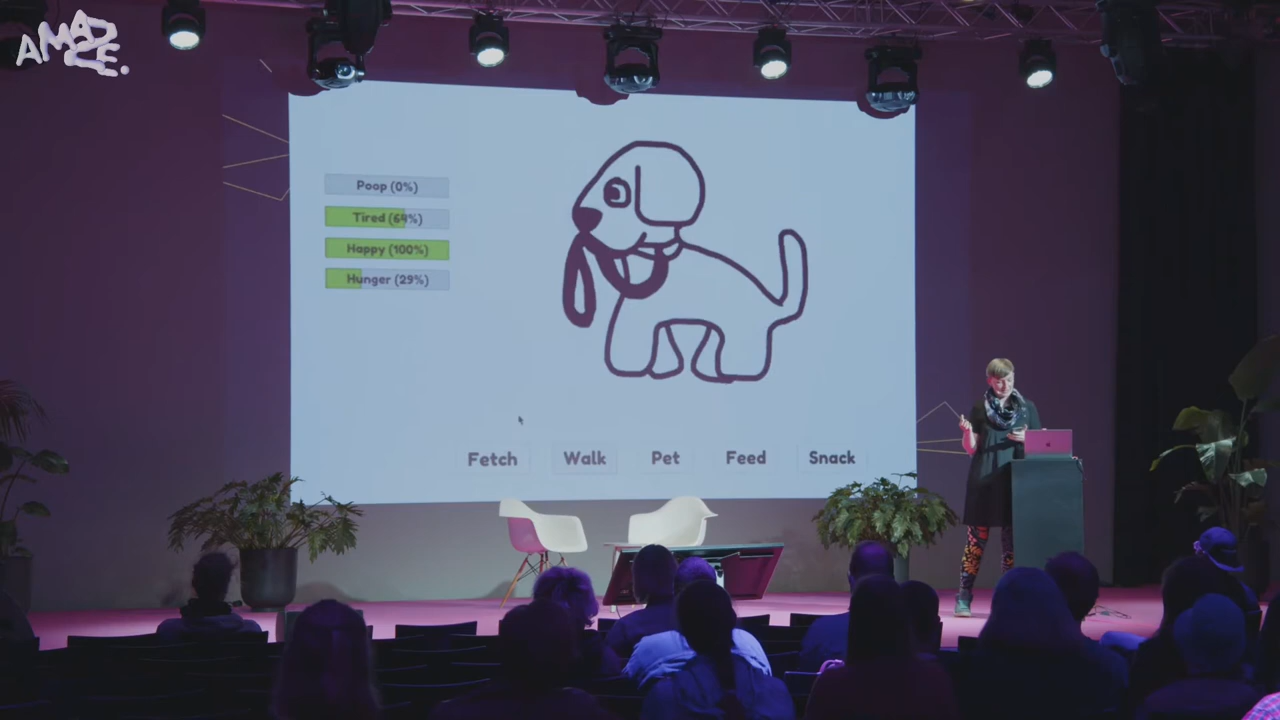 AMAZE.
Poop (0%)
Tired (64%)
Happy (100%)
Hunger (29%)
Fetch
Walk
Pet
Feed
Snack